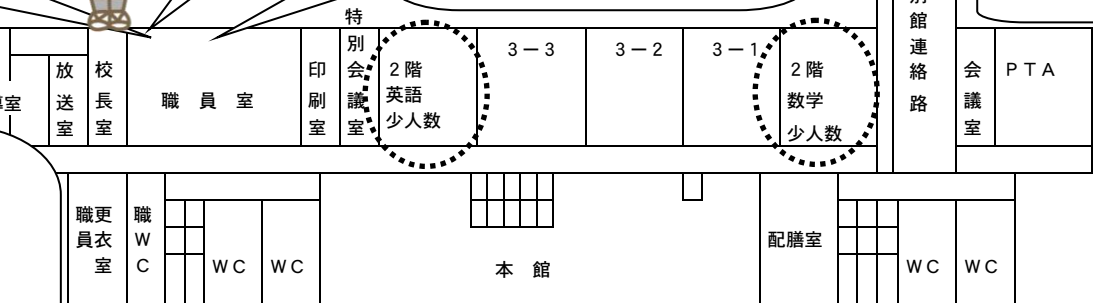 放送室
校長室
職員室
印刷室
特別会議室
2階
英語
少人数
3－3
3－2
3－1
2階
数学
少人数
館連絡路
会議室
PTA
室
職員更衣室
職WC
WC
WC
本館
配膳室
WC
WC